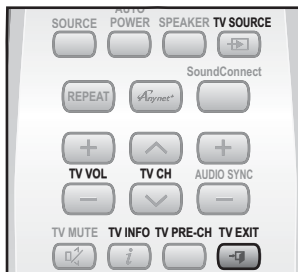 AUTO
SOURCE POWER SPEAKER TV SOURCE
SoundConnect
REPEAT Anynet+
TV VOL TV CH AUDIO SYNC
TV MUTE TV INFO TV PRE-CH TV EXIT
i